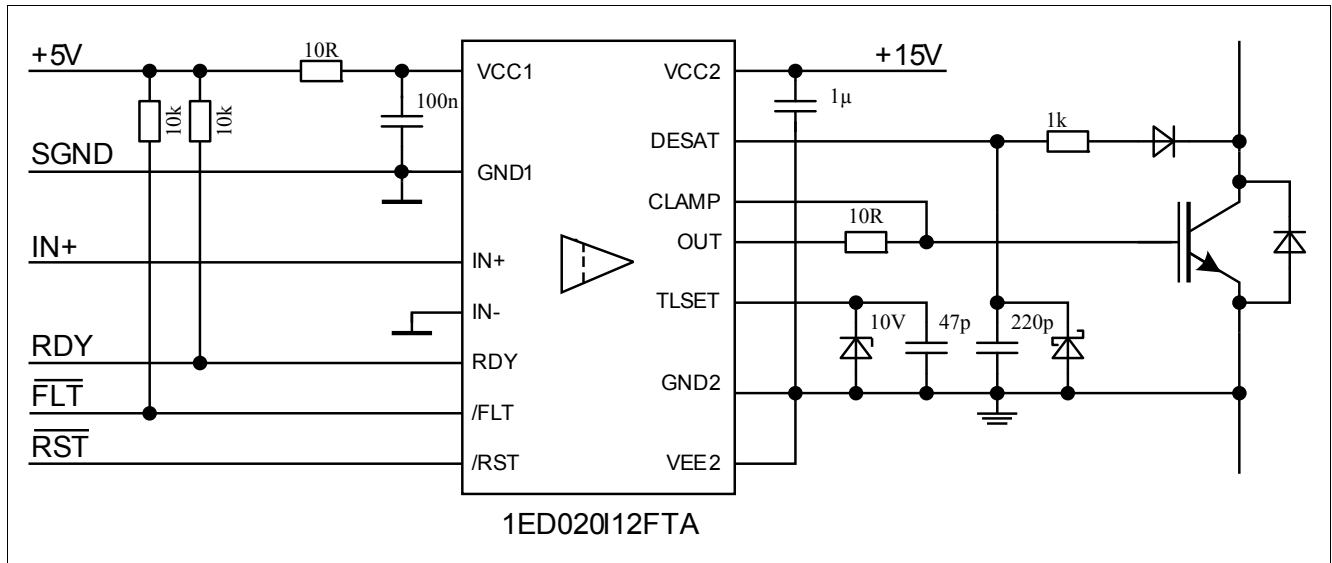 +5V
10R
VCC1
VCC2
+15V
10k
10k
100n
1µ
1k
SGND
GND1
DESAT
CLAMP
10R
OUT
IN+
IN+
IN-
TLSET
10V
47p
220p
RDY
RDY
GND2
FLT
/FLT
RST
/RST
VEE2
1ED020I12FTA